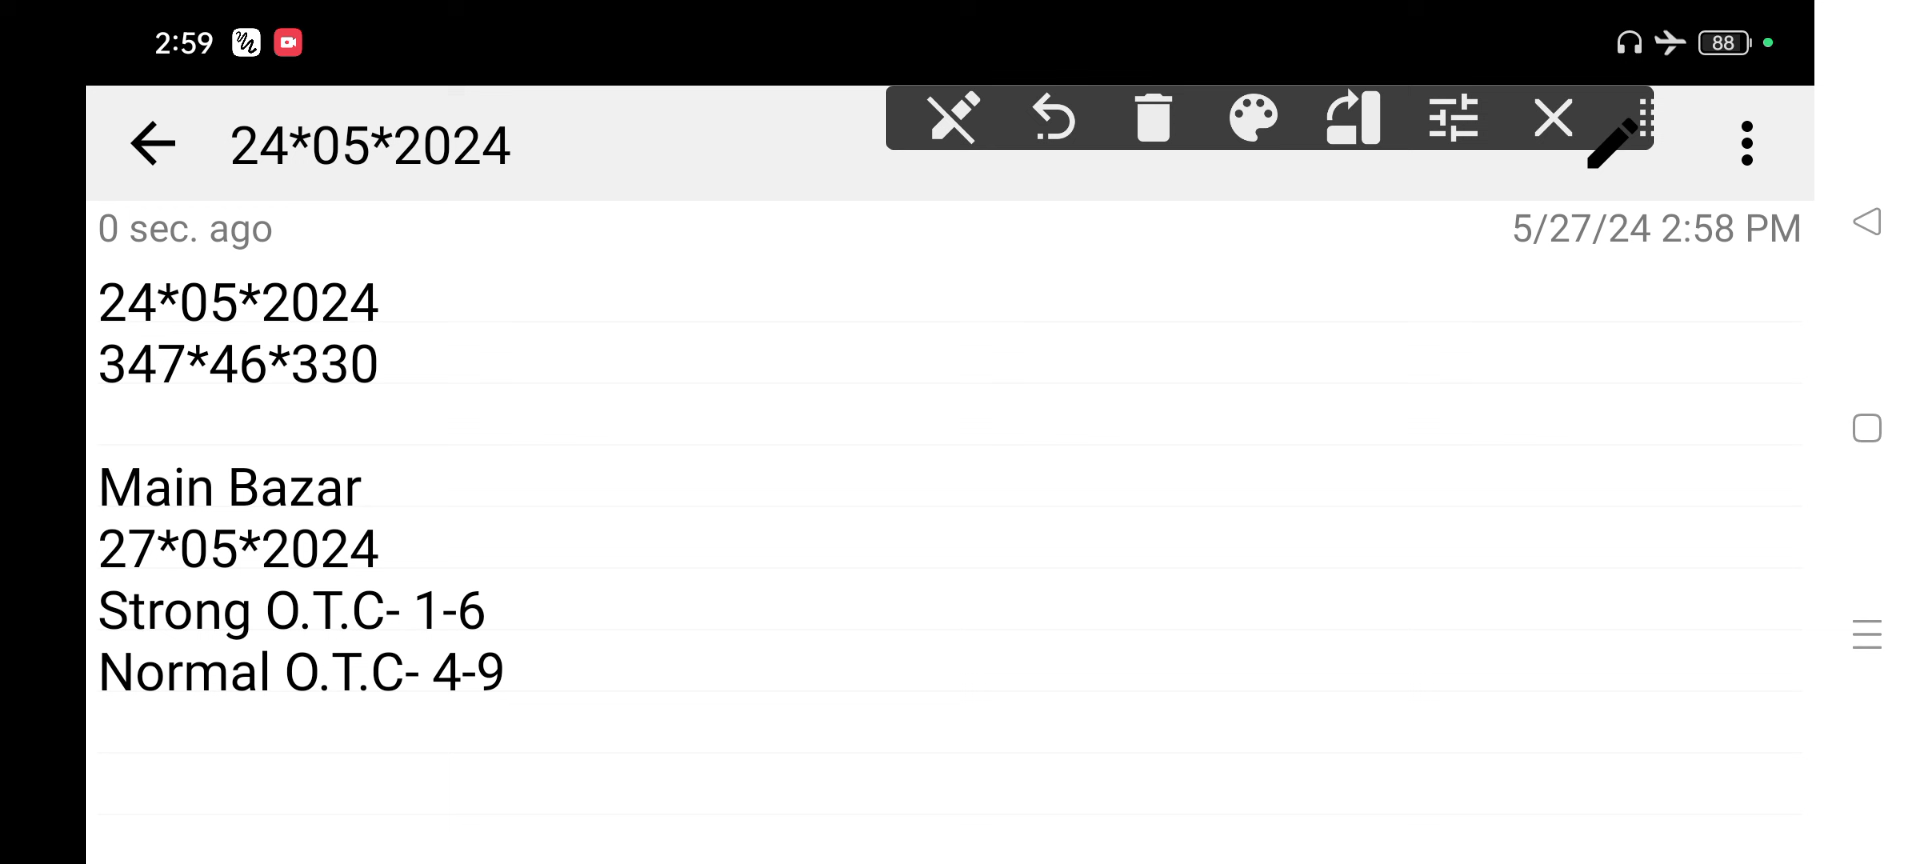 2:59
88
24*05*2024
0 sec. ago
5/27/24 2:58 PM
24*05*2024
347*46*330
Main Bazar
27*05*2024
Strong O.T.C- 1-6
Normal O.T.C- 4-9